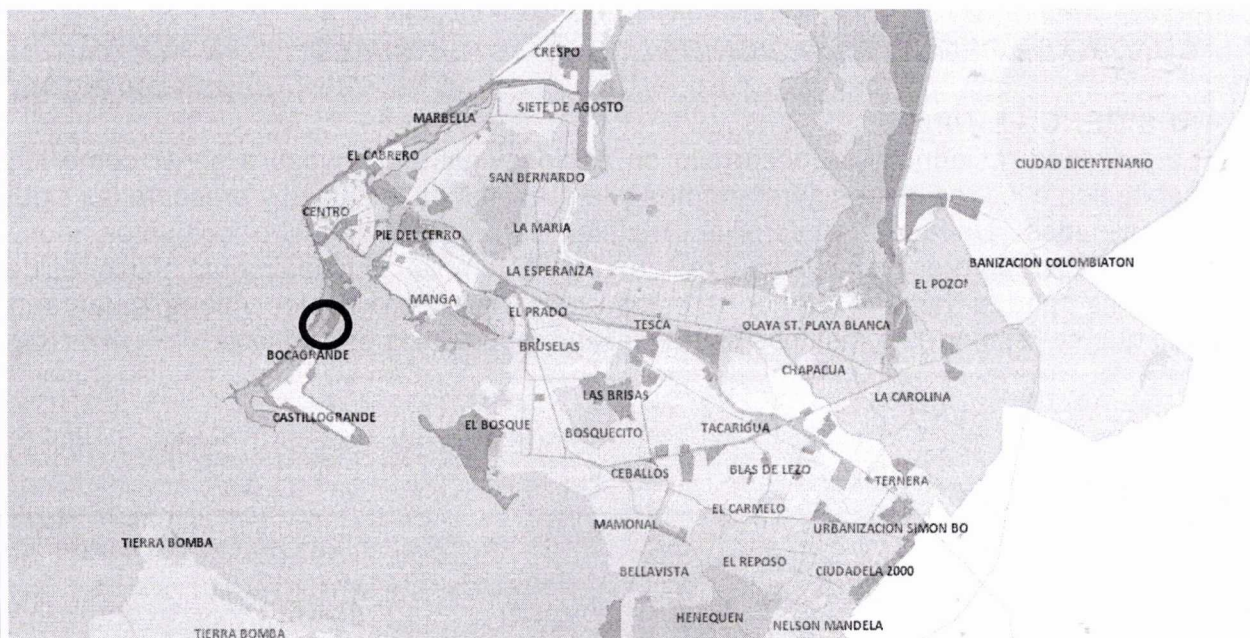 CRESPO
SIETE DE AGOSTO
MARBELLA
EL CABRERO
CIUDAD BICENTENARIO
SAN BERNARDO
CENTRO
LA MARIA
PIE DEL CERRO
BANIZACION COLOMBIATON
LA ESPERANZA
EL POZON
MANGA
EL PRADO
TESCA
OLAYA ST. PLAYA BLANCA
BRUSELAS
BOCAGRANDE
CHAPACUA
LAS BRISAS
LA CAROLINA
CASTILLOGRANDE
EL BOSQUE
BOSQUECITO
TACARIGUA
CEBALLOS
BLAS DE LEZO
TERNERA
EL CARMELO
MAMONAL
URBANIZACION SIMON BO
TIERRA BOMBA
EL REPOSO
BELLAVISTA
CIUDADELA 2000
HENEQUEN
NELSON MANDELA
TIERRA BOMBA